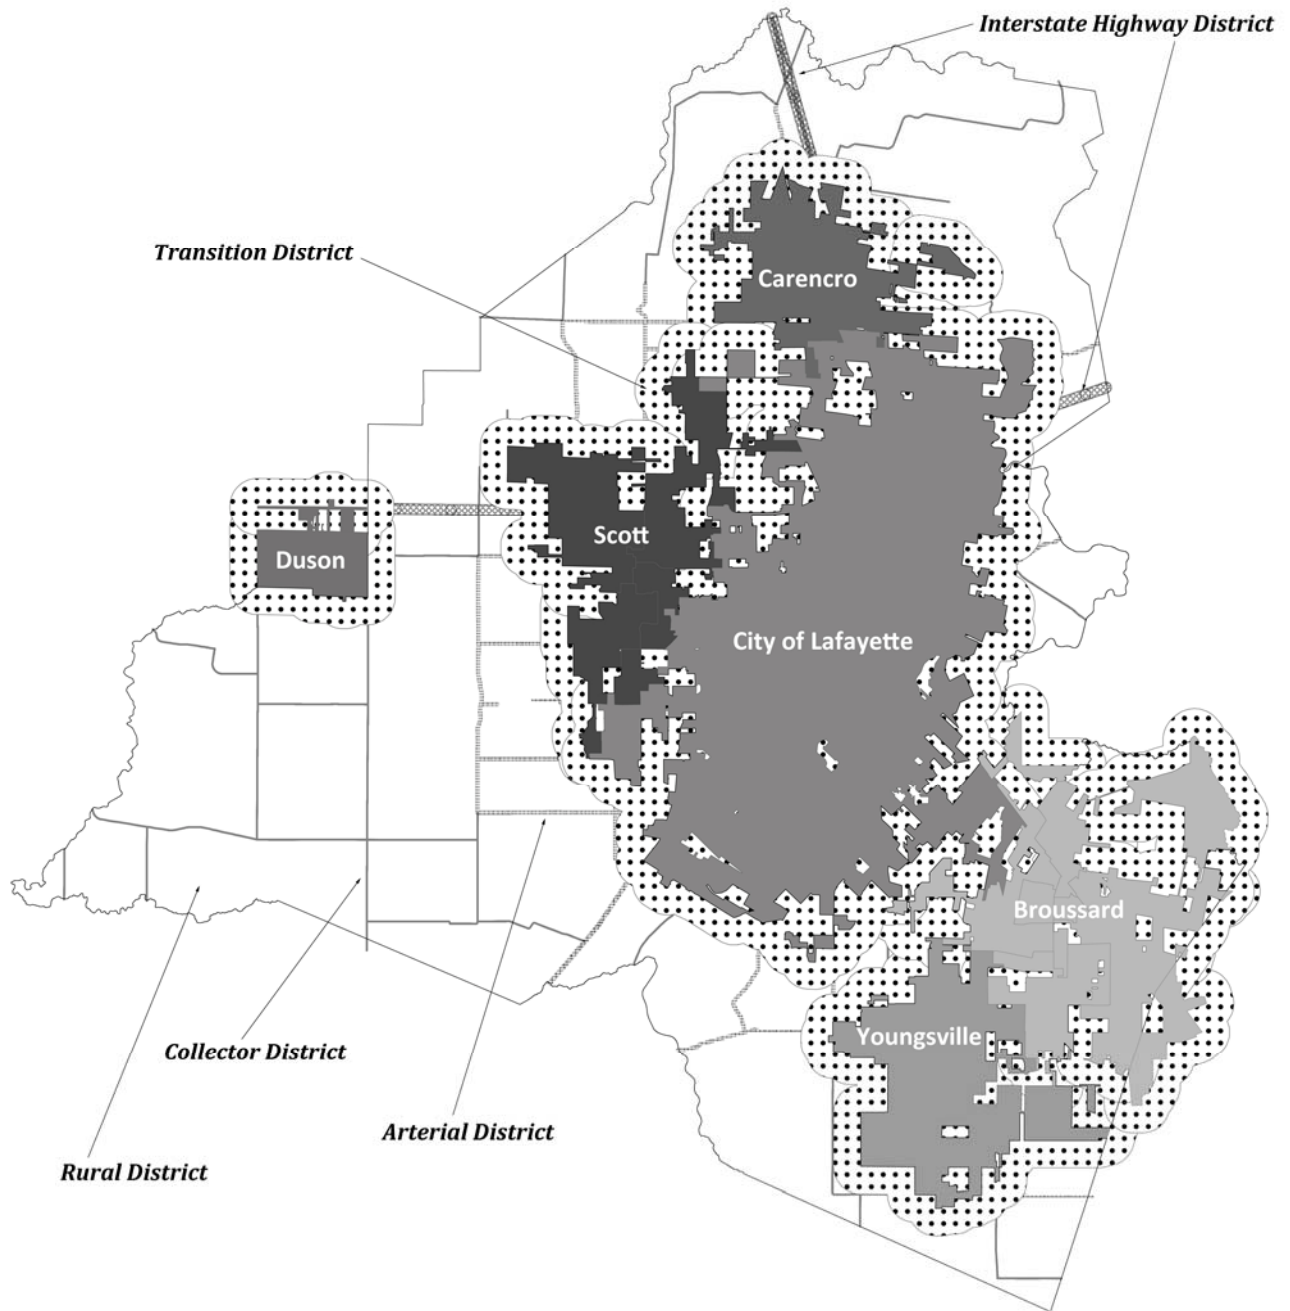 Interstate Highway District
Transition District
Carencro
Scott
Duson
City of Lafayette
Broussard
Youngsville
Collector District
Arterial District
Rural District